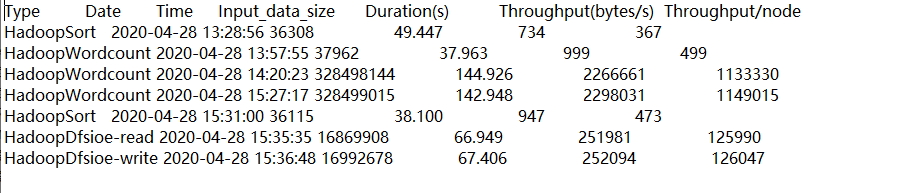 Type Date Time Input_data_size Duration(s) Throughput(bytes/s) Throughput/node
HadoopSort 2020-04-28 13:28:56 36308 49.447 734 367
HadoopWordcount 2020-04-28 13:57:55 37962 37.963 999 499
HadoopWordcount 2020-04-28 14:20:23 328498144 144.926 2266661 1133330
HadoopWordcount 2020-04-28 15:27:17 328499015 142.948 2298031 1149015
HadoopSort 2020-04-28 15:31:00 36115 38.100 947 473
HadoopDfsioe-read 2020-04-28 15:35:35 16869908 66.949 251981 125990
HadoopDfsioe-write 2020-04-28 15:36:48 16992678 67.406 252094 126047